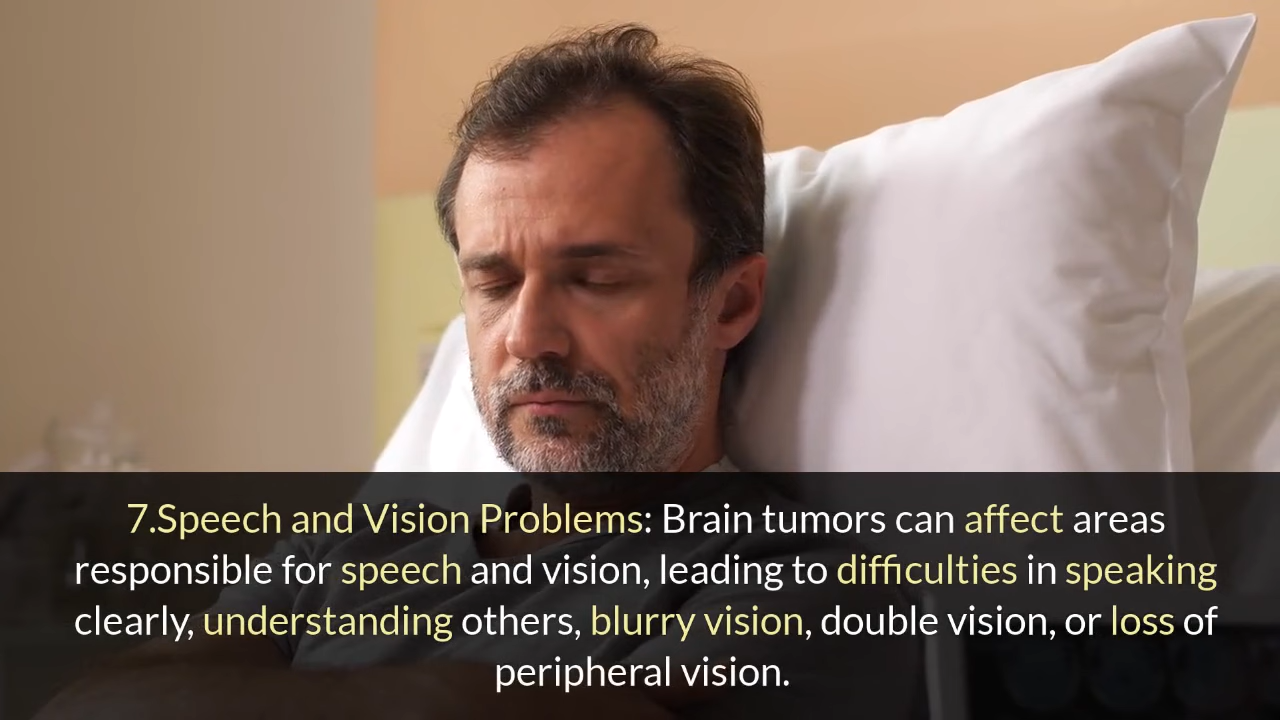 7.Speech and Vision Problems: Brain tumors can affect areas
responsible for speech and vision, leading to difficulties in speaking
clearly, understanding others, blurry vision, double vision, or loss of
peripheral vision.